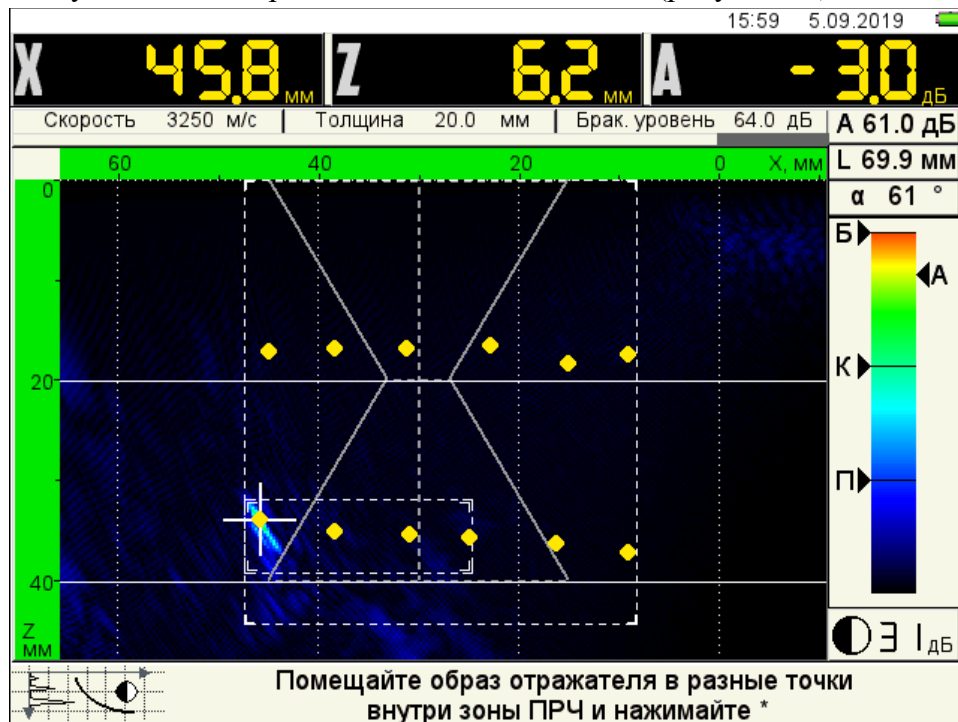 15:59 5.09.2019
X 45.8 мм Z 6.2 мм A - 3.0 дБ
Скорость 3250 м/с Толщина 20.0 мм Брак. уровень 64.0 дБ A 61.0 дБ
60 40 20 0 X, мм L 69.9 мм
0 α 61 °
Б
А
К
20
П
40
Z
мм
31 дБ
Помещайте образ отражателя в разные точки
внутри зоны ПРЧ и нажимайте *